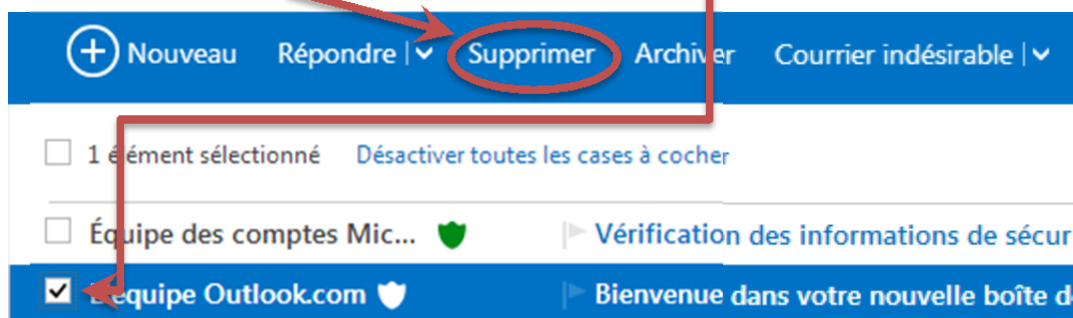 Nouveau Répondre Supprimer Archiver Courrier indésirable
1 élément sélectionné Désactiver toutes les cases à cocher
Équipe des comptes Mic... Vérification des informations de sécur
L'équipe Outlook.com Bienvenue dans votre nouvelle boîte d